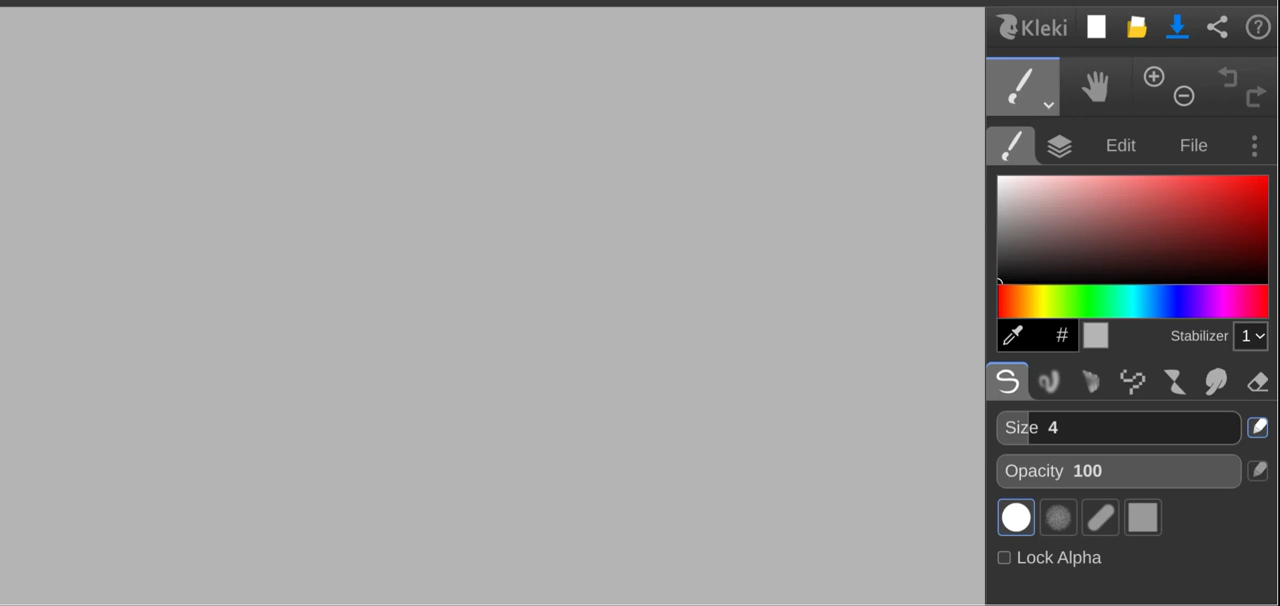 Kleki
Edit File
# Stabilizer 1
Size 4
Opacity 100
Lock Alpha